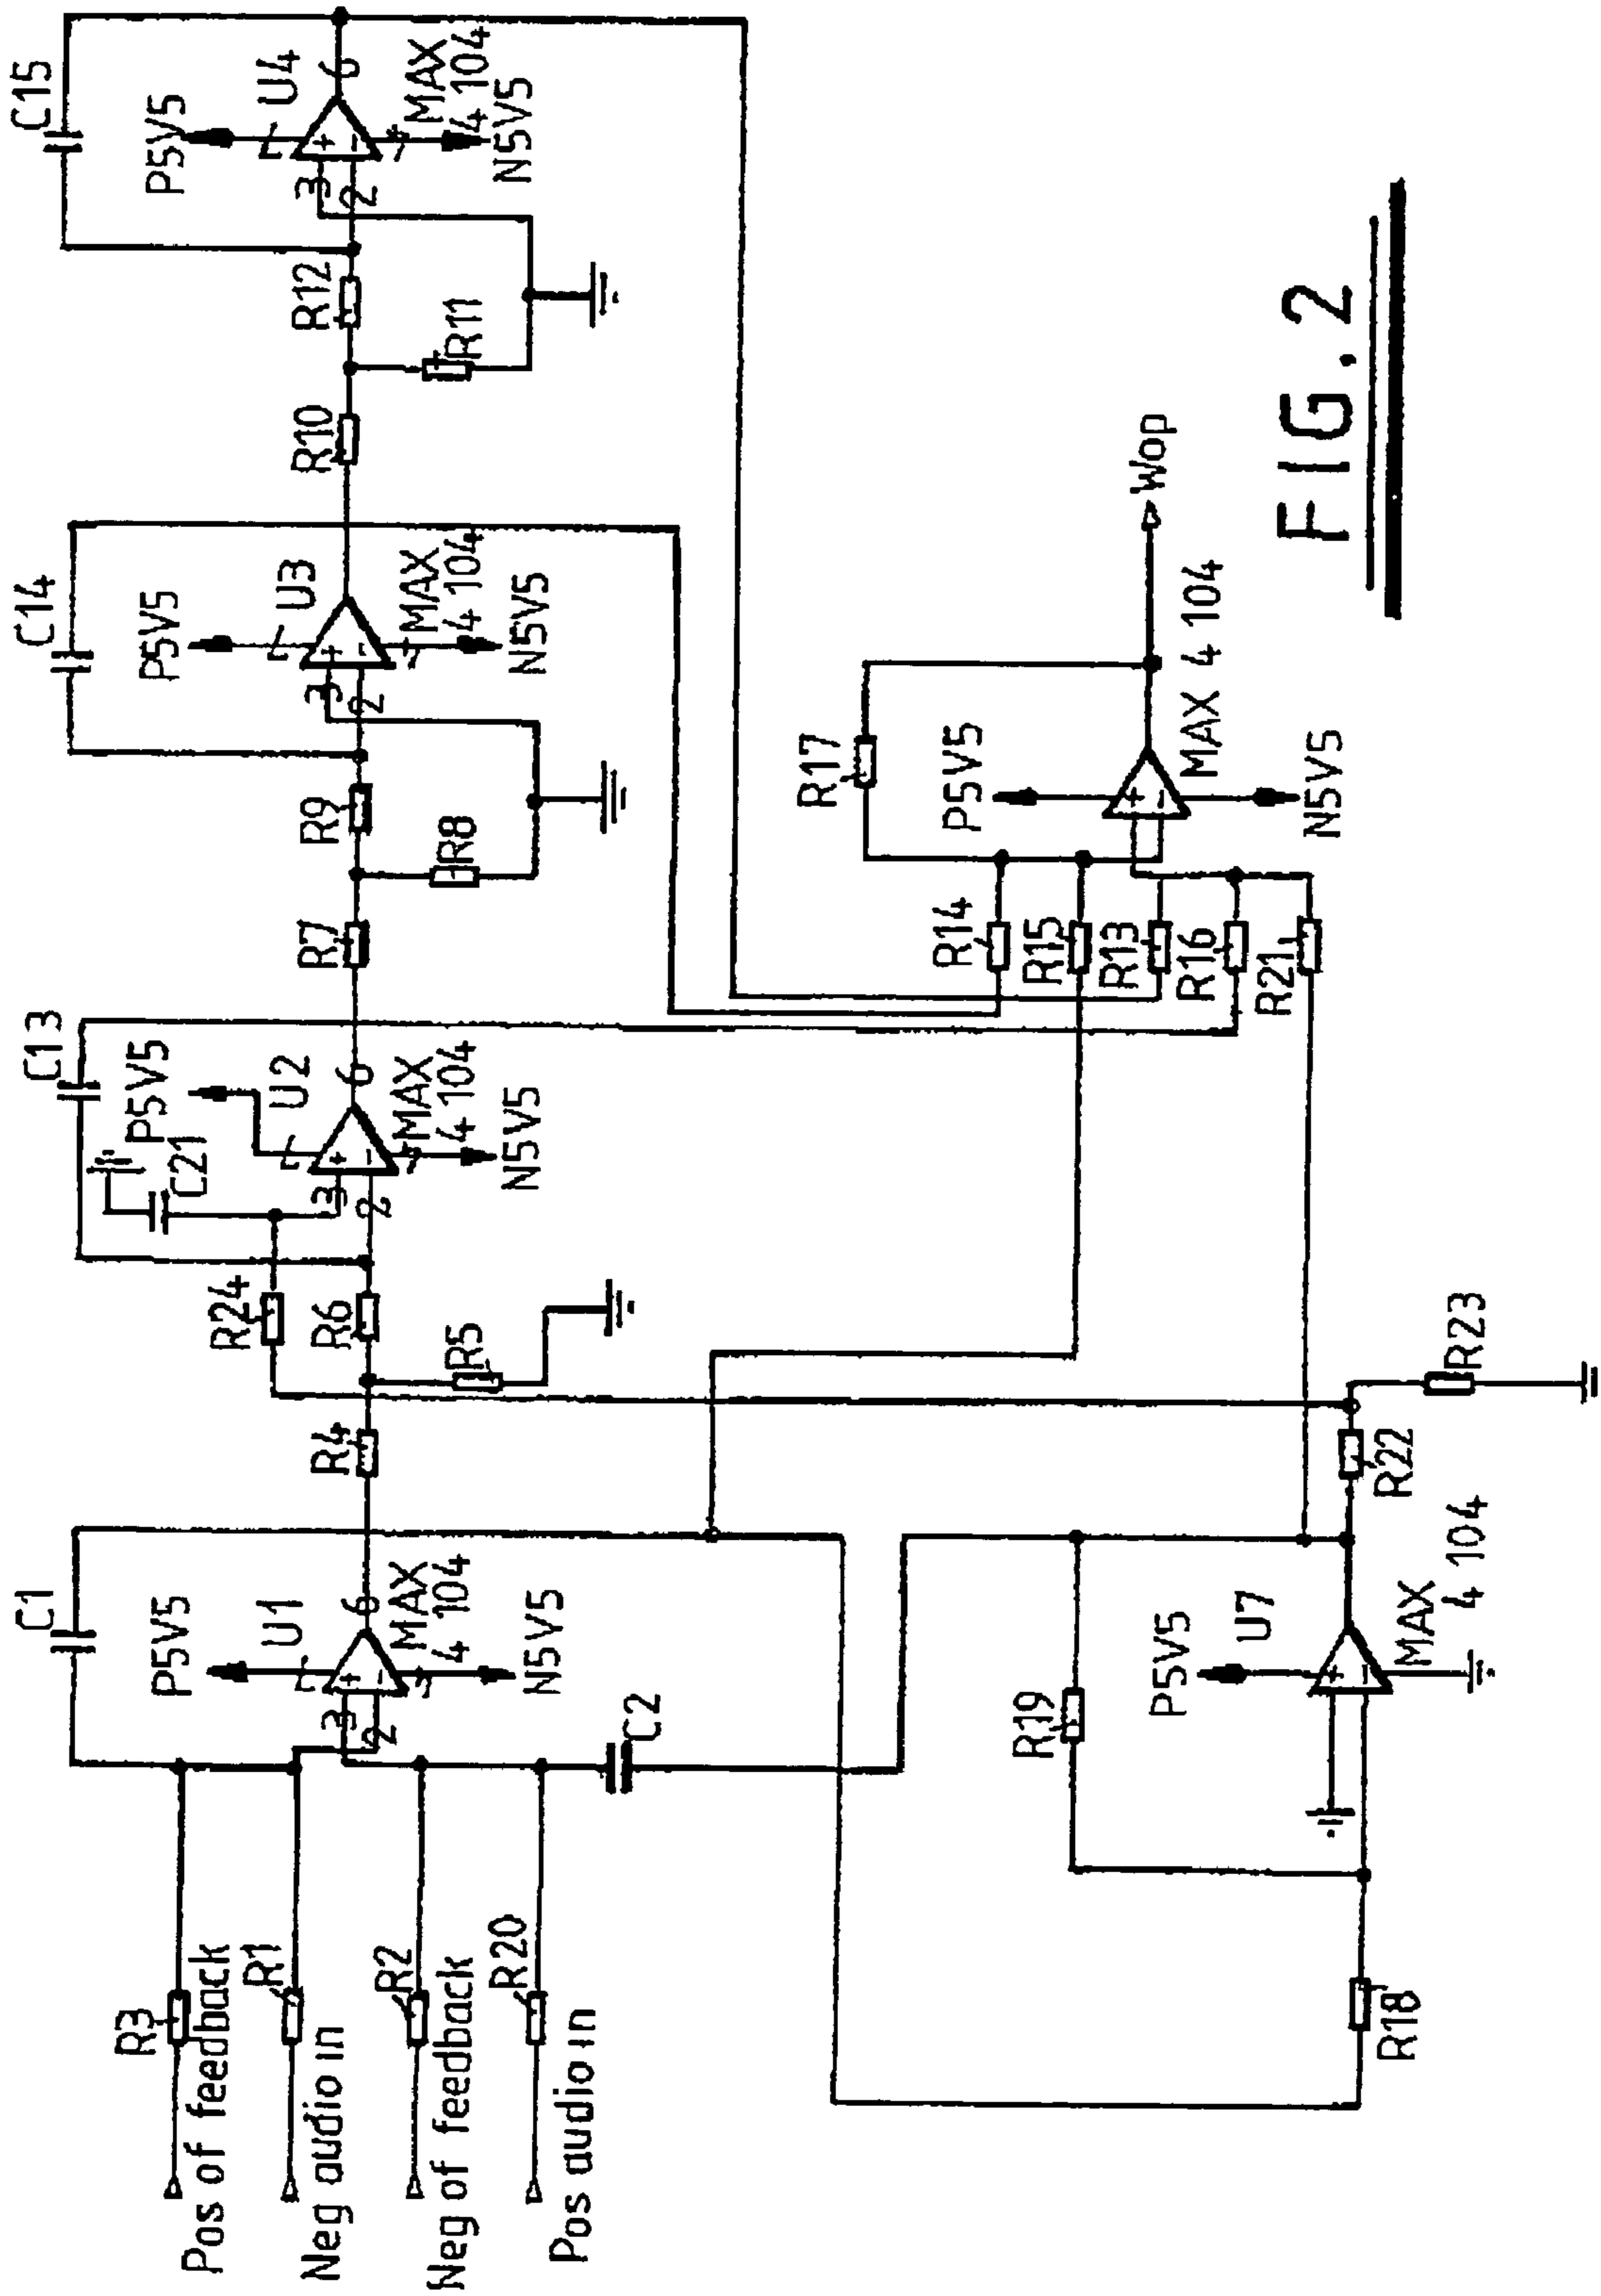 C1
P5V5
U1
6
3
2
MAX
4 104
N5V5
R3
Pos of feedback
R1
Neg audio in
R2
Neg of feedback
R20
Pos audio in
C2
R4
R5
R6
R24
C21
C13
P5V5
U2
6
3
2
MAX
4 104
N5V5
R7
R8
R9
C14
P5V5
U3
3
2
MAX
4 104
N5V5
R10
R11
R12
C15
P5V5
U4
6
3
2
MAX
4 104
N5V5
R18
R19
P5V5
U7
MAX
4 104
R22
R23
R14
R15
R13
R16
R21
R17
P5V5
MAX 4 104
N5V5
Wop
FIG. 2